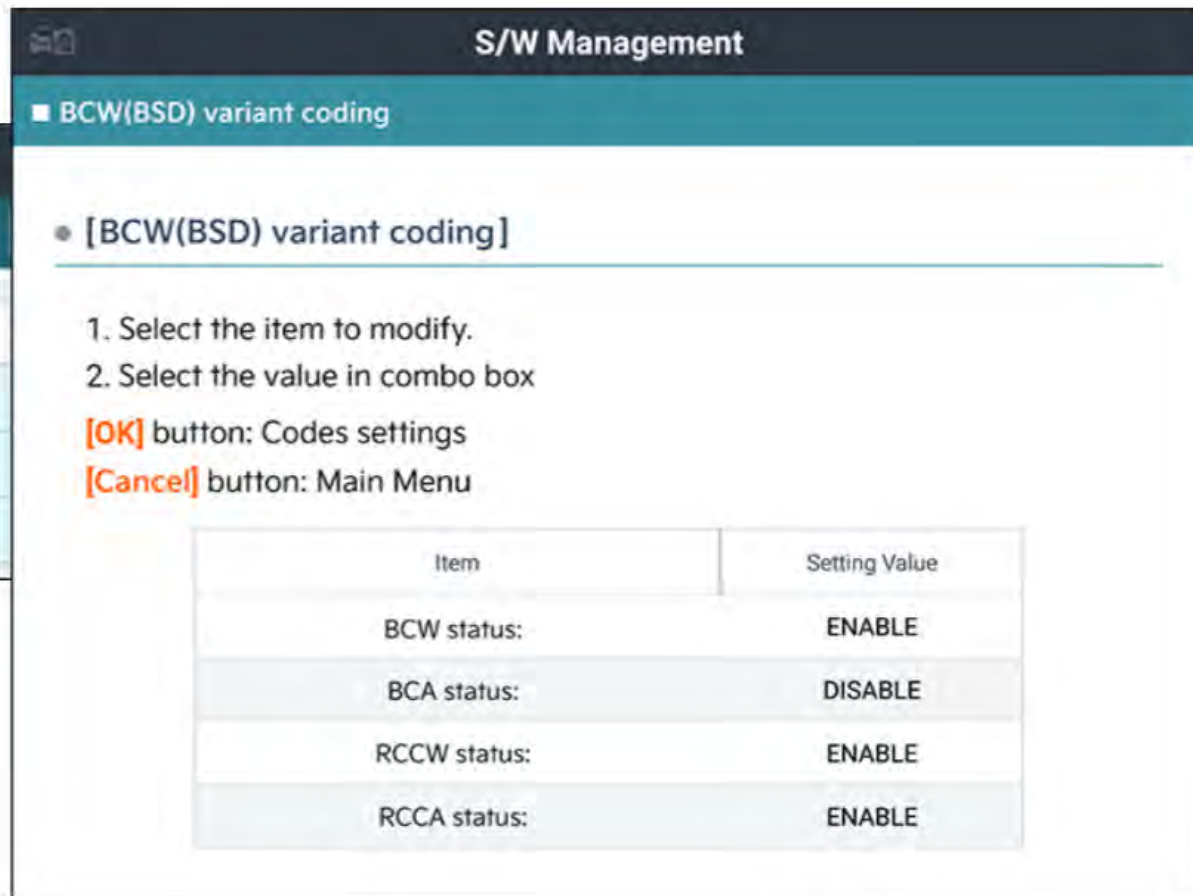 S/W Management
■ BCW(BSD) variant coding
• [BCW(BSD) variant coding]
1. Select the item to modify.
2. Select the value in combo box
[OK] button: Codes settings
[Cancel] button: Main Menu
Item Setting Value
BCW status: ENABLE
BCA status: DISABLE
RCCW status: ENABLE
RCCA status: ENABLE